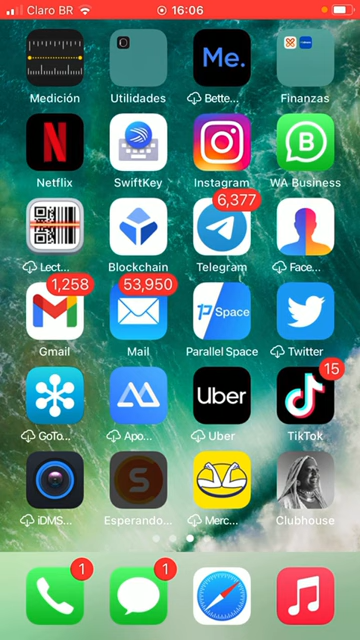 Claro BR 16:06
Medición Utilidades Bette... Finanzas
Me.
Netflix SwiftKey Instagram WA Business
6,377
Lect... Blockchain Telegram Face...
1,258 53,950
Space
Gmail Mail Parallel Space Twitter
15
Uber
GoTo... Apo... Uber TikTok
iDMS... Esperando... Merc... Clubhouse
1 1